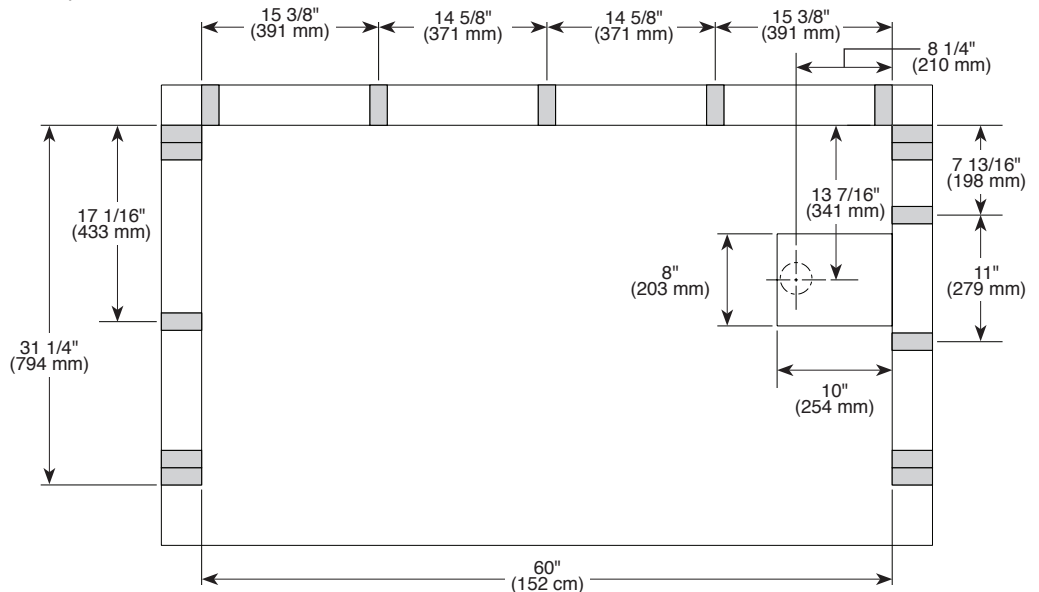 15 3/8"
(391 mm)
14 5/8"
(371 mm)
14 5/8"
(371 mm)
15 3/8"
(391 mm)
8 1/4"
(210 mm)
7 13/16"
(198 mm)
13 7/16"
(341 mm)
17 1/16"
(433 mm)
8"
(203 mm)
11"
(279 mm)
31 1/4"
(794 mm)
10"
(254 mm)
60"
(152 cm)